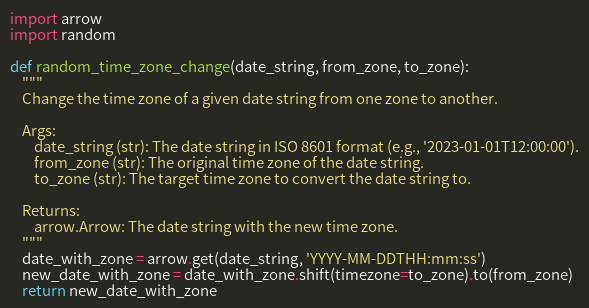 import arrow
import random

def random_time_zone_change(date_string, from_zone, to_zone):
    """
    Change the time zone of a given date string from one zone to another.

    Args:
        date_string (str): The date string in ISO 8601 format (e.g., '2023-01-01T12:00:00').
        from_zone (str): The original time zone of the date string.
        to_zone (str): The target time zone to convert the date string to.

    Returns:
        arrow.Arrow: The date string with the new time zone.
    """
    date_with_zone = arrow.get(date_string, 'YYYY-MM-DDTHH:mm:ss')
    new_date_with_zone = date_with_zone.shift(timezone=to_zone).to(from_zone)
    return new_date_with_zone